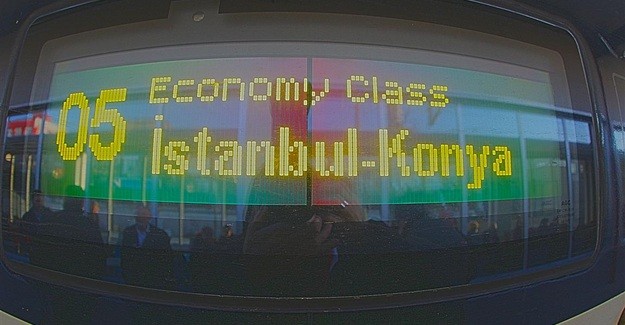 05
Economy Class
İstanbul-Konya